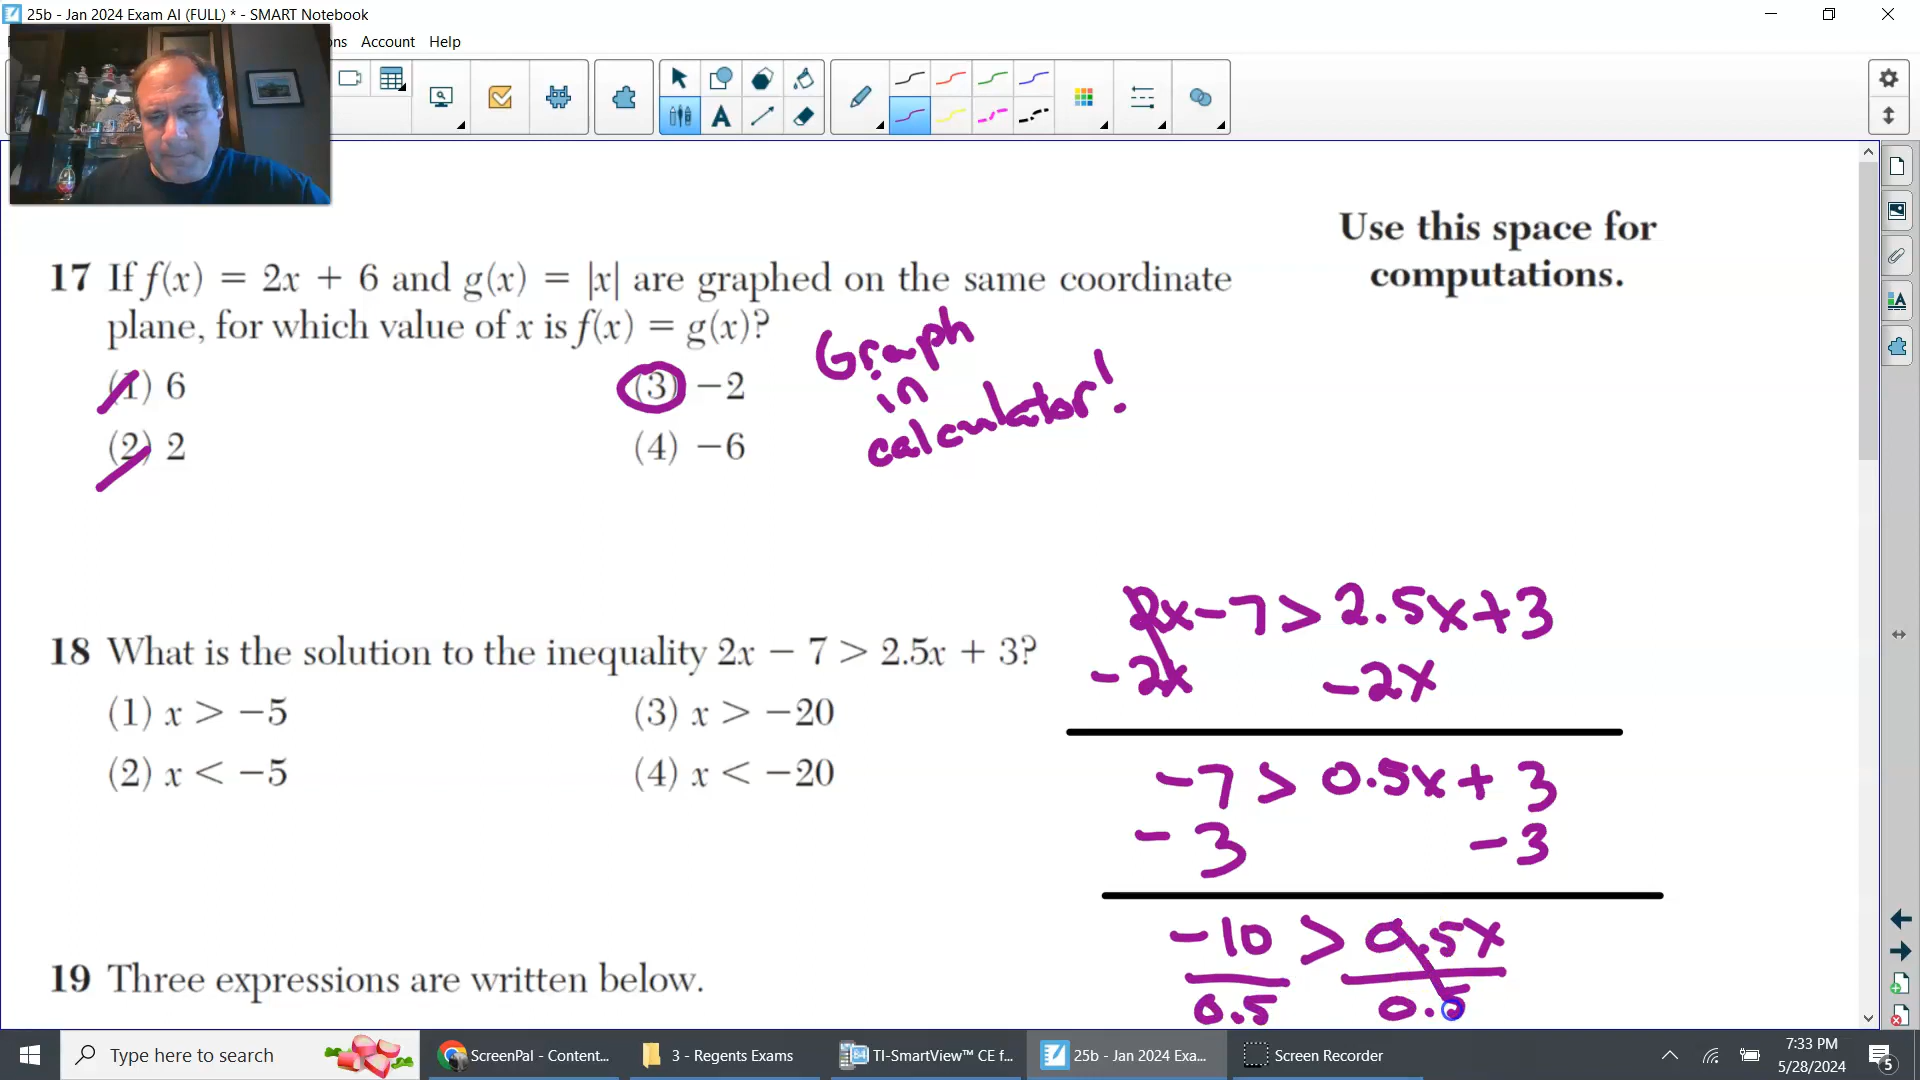 25b - Jan 2024 Exam AI (FULL) * - SMART Notebook
ns Account Help
Use this space for
computations.
17 If f(x) = 2x + 6 and g(x) = |x| are graphed on the same coordinate
plane, for which value of x is f(x) = g(x)?
(1) 6
(3) −2
(2) 2
(4) −6
Graph
in
calculator!
18 What is the solution to the inequality 2x − 7 > 2.5x + 3?
(1) x > −5
(3) x > −20
(2) x < −5
(4) x < −20
2x-7>2.5x+3
-2x -2x
-7 > 0.5x+ 3
- 3 -3
-10 > 0.5x
0.5 0.5
19 Three expressions are written below.
Type here to search
ScreenPal - Content...
3 - Regents Exams
TI-SmartView™ CE f...
25b - Jan 2024 Exa...
Screen Recorder
7:33 PM
5/28/2024
5